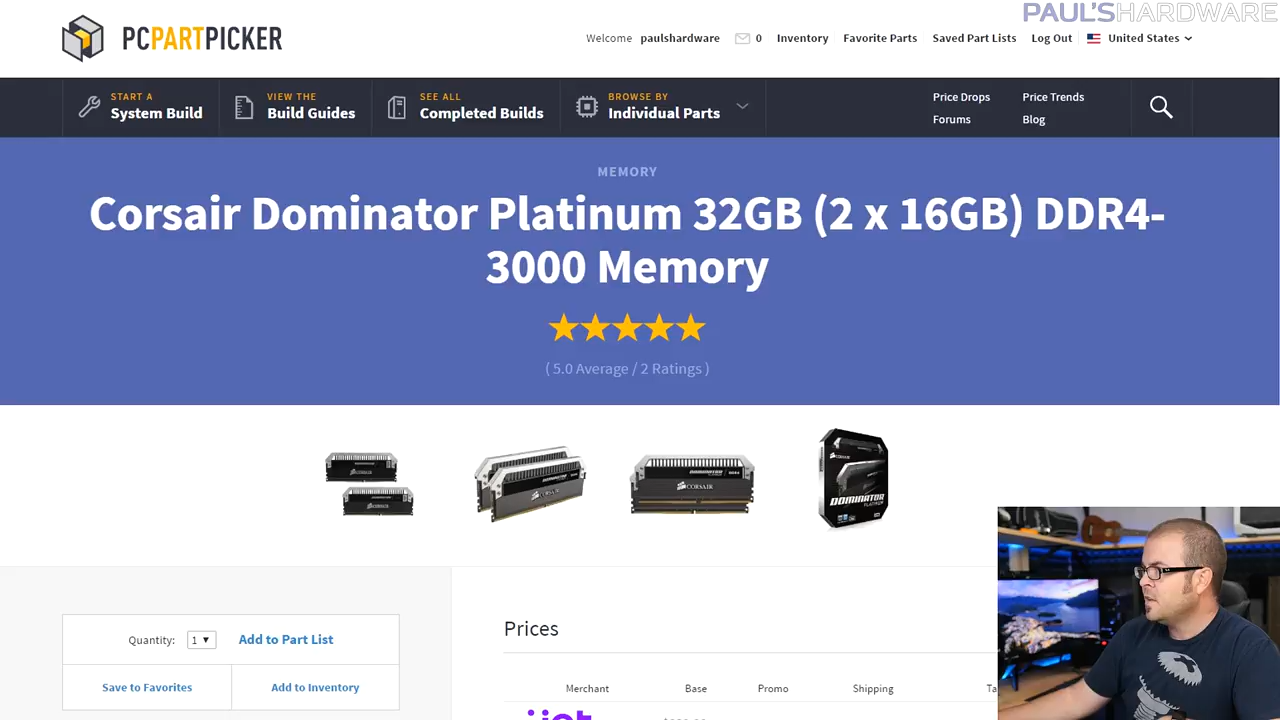 PAUL'SHARDWARE
PCPARTPICKER
Welcome paulshardware 0 Inventory Favorite Parts Saved Part Lists Log Out United States
START A
System Build
VIEW THE
Build Guides
SEE ALL
Completed Builds
BROWSE BY
Individual Parts
Price Drops
Price Trends
Forums
Blog
MEMORY
Corsair Dominator Platinum 32GB (2 x 16GB) DDR4-
3000 Memory
( 5.0 Average / 2 Ratings )
CORSAIR
DOMINATOR
Quantity: 1 Add to Part List
Save to Favorites
Add to Inventory
Prices
Merchant Base Promo Shipping